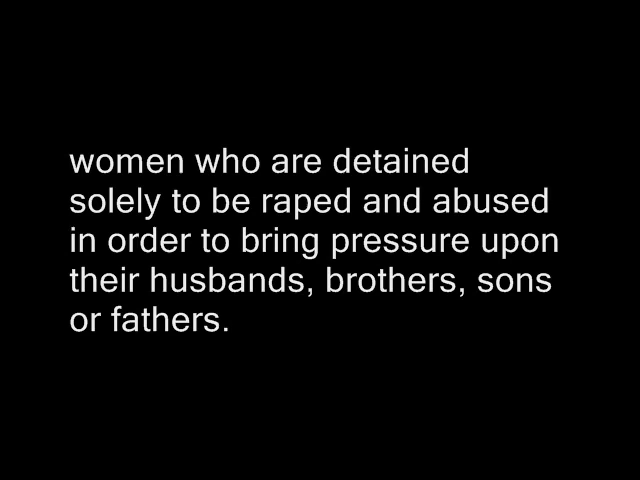 women who are detained
solely to be raped and abused
in order to bring pressure upon
their husbands, brothers, sons
or fathers.